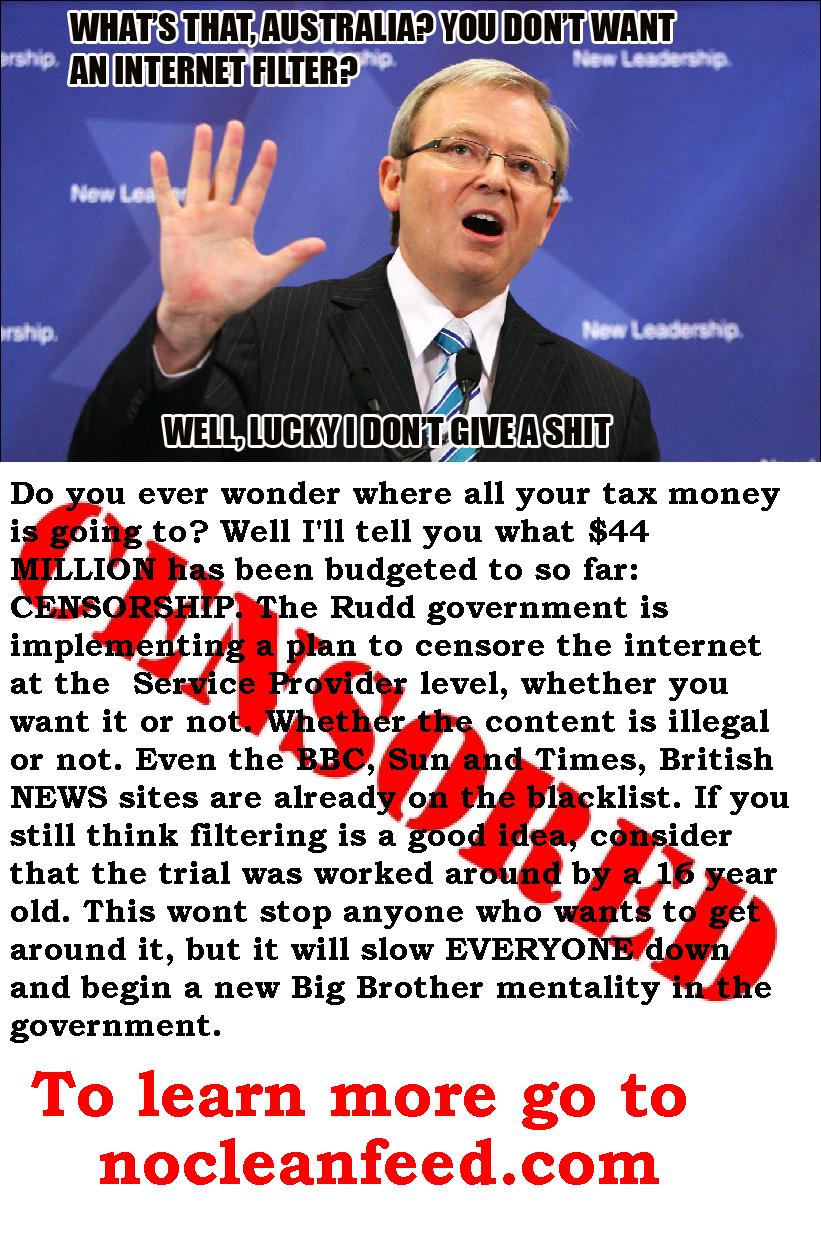 WHAT'S THAT, AUSTRALIA? YOU DON'T WANT
AN INTERNET FILTER?
ership.
New Leadership.
New Leadership.
New Lea
p.
ership.
New Leadership.
WELL, LUCKY I DON'T GIVE A SHIT
Do you ever wonder where all your tax money
is going to? Well I'll tell you what $44
MILLION has been budgeted to so far:
CENSORSHIP. The Rudd government is
implementing a plan to censore the internet
at the  Service Provider level, whether you
want it or not. Whether the content is illegal
or not. Even the BBC, Sun and Times, British
NEWS sites are already on the blacklist. If you
still think filtering is a good idea, consider
that the trial was worked around by a 16 year
old. This wont stop anyone who wants to get
around it, but it will slow EVERYONE down
and begin a new Big Brother mentality in the
government.
CENSORED
To learn more go to
nocleanfeed.com